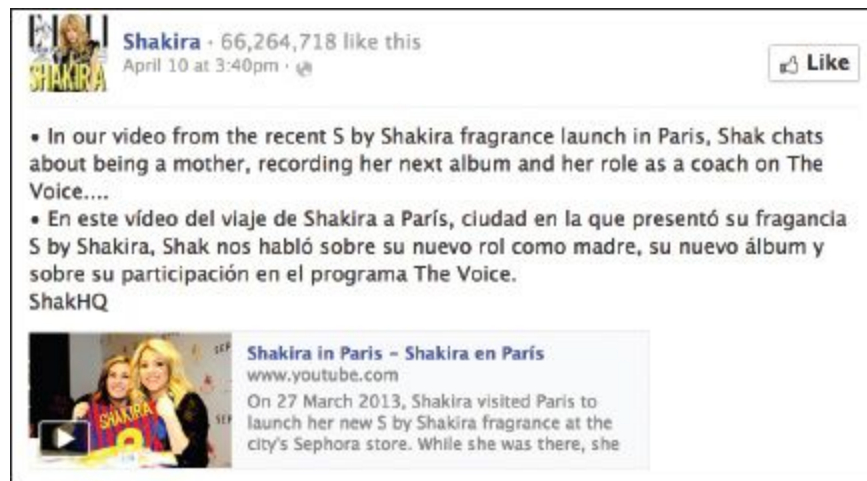 SHAKIRA
Shakira · 66,264,718 like this
April 10 at 3:40pm ·
Like
• In our video from the recent S by Shakira fragrance launch in Paris, Shak chats
about being a mother, recording her next album and her role as a coach on The
Voice....
• En este vídeo del viaje de Shakira a París, ciudad en la que presentó su fragancia
S by Shakira, Shak nos habló sobre su nuevo rol como madre, su nuevo álbum y
sobre su participación en el programa The Voice.
ShakHQ
SHAKIRA
Shakira in Paris – Shakira en París
www.youtube.com
On 27 March 2013, Shakira visited Paris to
launch her new S by Shakira fragrance at the
city's Sephora store. While she was there, she